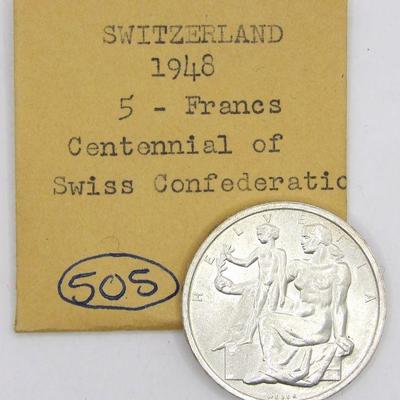 SWITZERLAND
1948
5 - Francs
Centennial of
Swiss Confederatio
505
HELVETIA